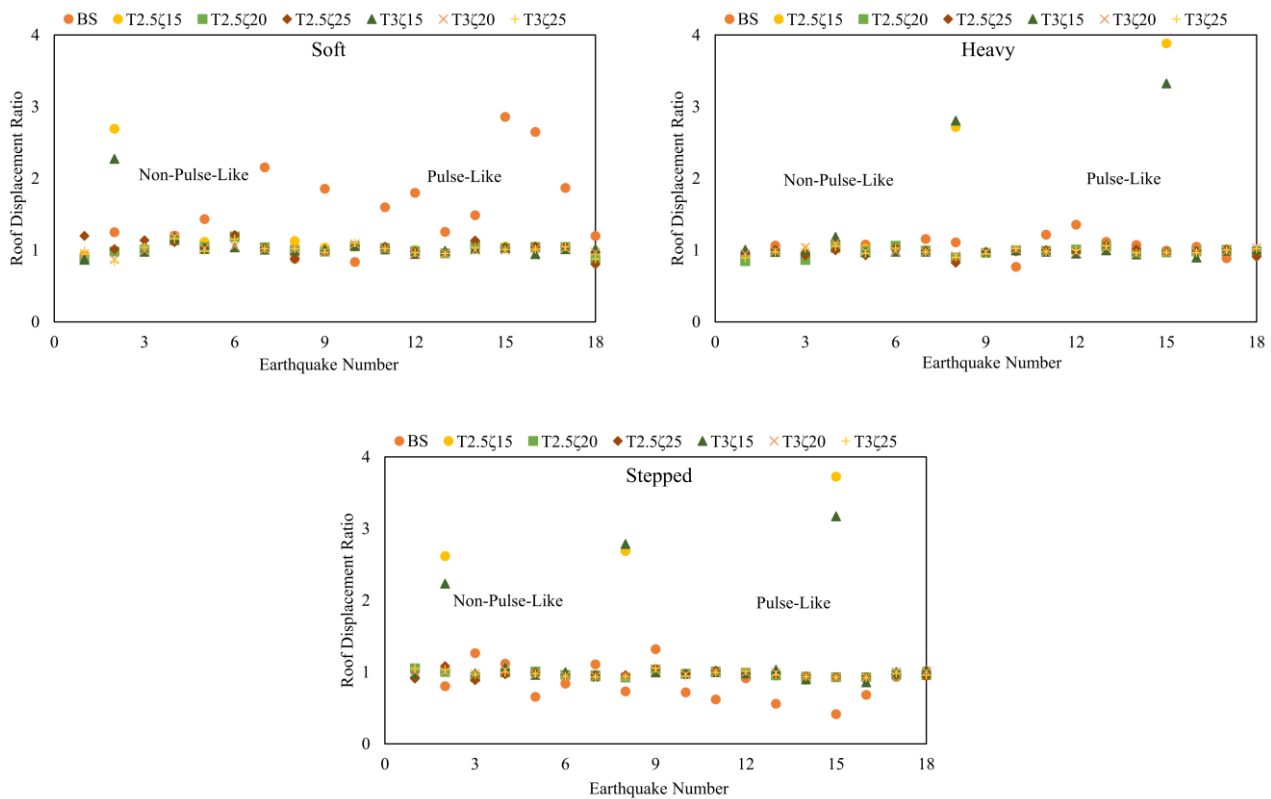 BS T2.5ζ15 T2.5ζ20 T2.5ζ25 T3ζ15 T3ζ20 T3ζ25
Soft
Roof Displacement Ratio
4
3
2
1
0
Non-Pulse-Like
Pulse-Like
0 3 6 9 12 15 18
Earthquake Number
BS T2.5ζ15 T2.5ζ20 T2.5ζ25 T3ζ15 T3ζ20 T3ζ25
Heavy
Roof Displacement Ratio
4
3
2
1
0
Non-Pulse-Like
Pulse-Like
0 3 6 9 12 15 18
Earthquake Number
BS T2.5ζ15 T2.5ζ20 T2.5ζ25 T3ζ15 T3ζ20 T3ζ25
Stepped
Roof Displacement Ratio
4
3
2
1
0
Non-Pulse-Like
Pulse-Like
0 3 6 9 12 15 18
Earthquake Number